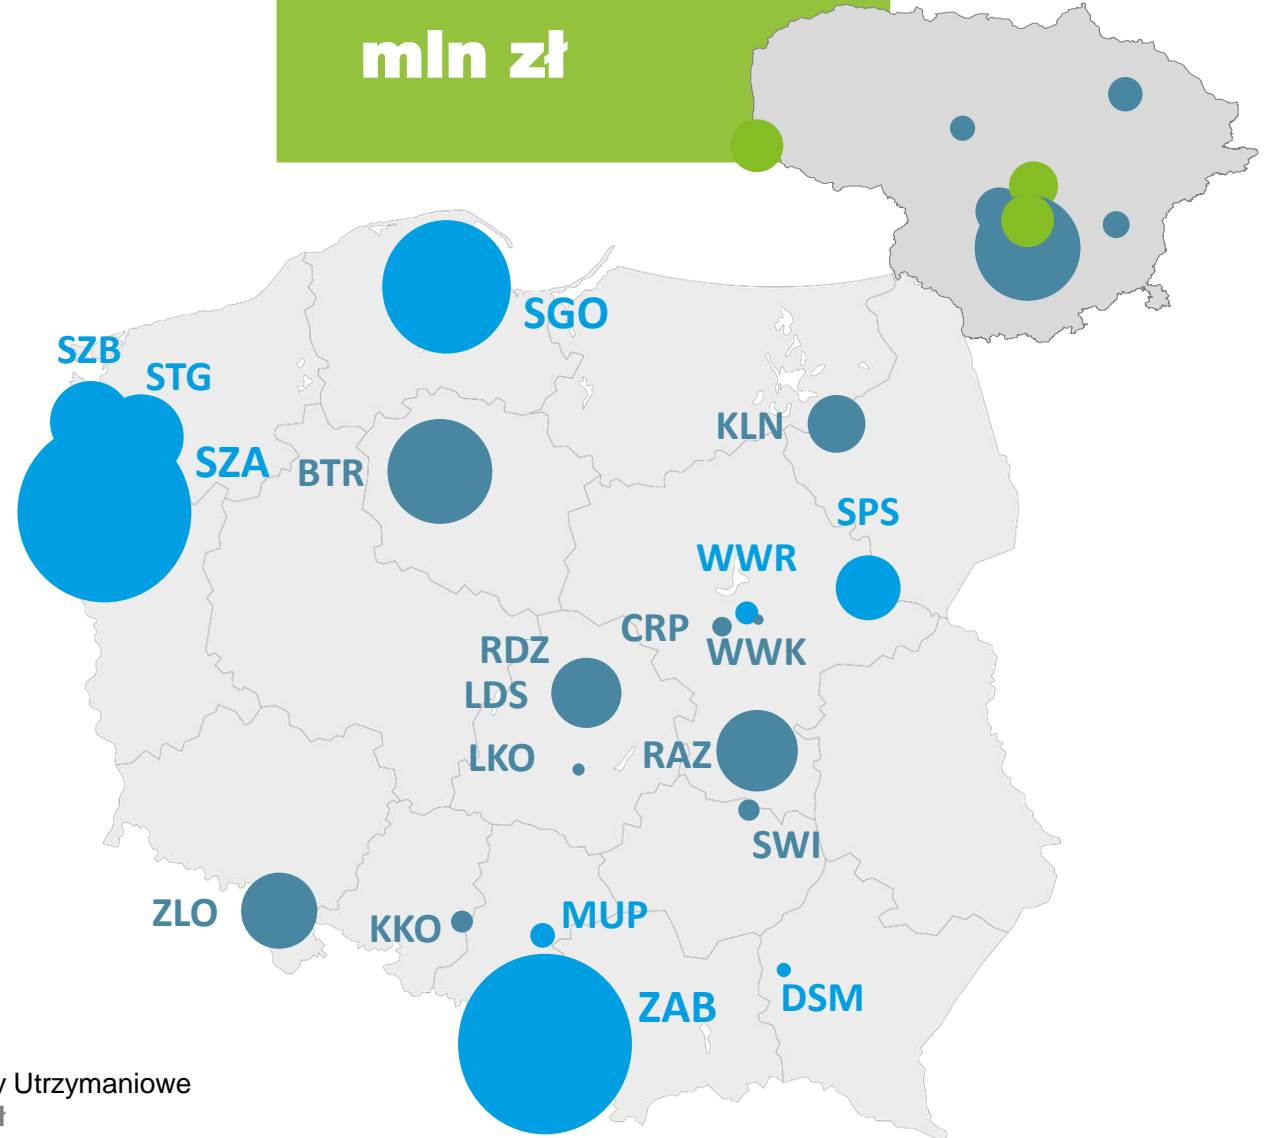 mln zł
SGO
SZB
STG
SZA
BTR
KLN
SPS
WWR
CRP
WWK
RDZ
LDS
LKO
RAZ
SWI
ZLO
KKO
MUP
ZAB
DSM
Utrzymaniowe